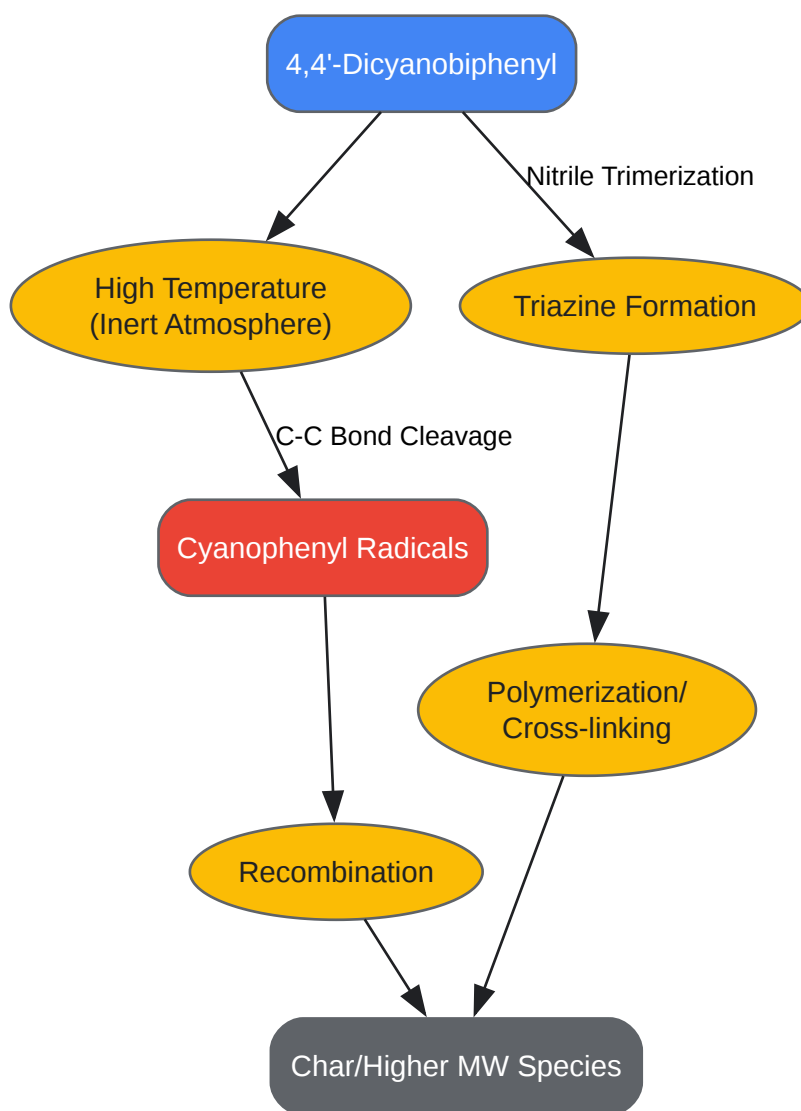 4,4'-Dicyanobiphenyl
Nitrile Trimerization
High Temperature
(Inert Atmosphere)
Triazine Formation
C-C Bond Cleavage
Cyanophenyl Radicals
Polymerization/
Cross-linking
Recombination
Char/Higher MW Species